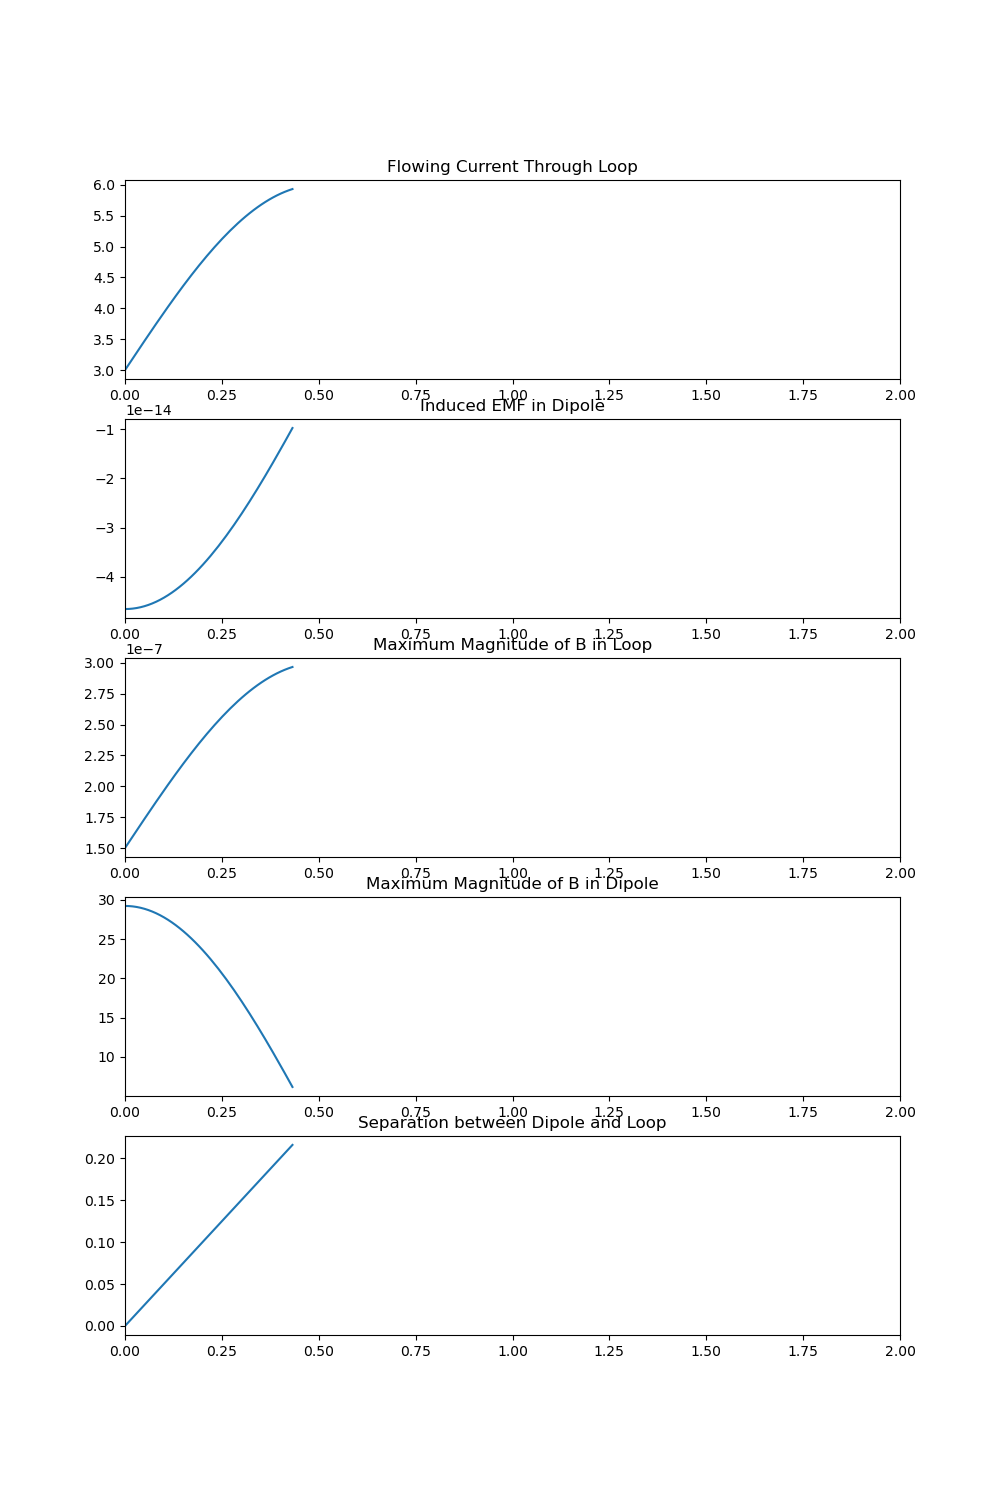 Flowing Current Through Loop
6.0
5.5
5.0
4.5
4.0
3.5
3.0
0.00 0.25 0.50 0.75 1.00 1.25 1.50 1.75 2.00
1e−14
Induced EMF in Dipole
−1
−2
−3
−4
0.00 0.25 0.50 0.75 1.00 1.25 1.50 1.75 2.00
1e−7
Maximum Magnitude of B in Loop
3.00
2.75
2.50
2.25
2.00
1.75
1.50
0.00 0.25 0.50 0.75 1.00 1.25 1.50 1.75 2.00
Maximum Magnitude of B in Dipole
30
25
20
15
10
0.00 0.25 0.50 0.75 1.00 1.25 1.50 1.75 2.00
Separation between Dipole and Loop
0.20
0.15
0.10
0.05
0.00
0.00 0.25 0.50 0.75 1.00 1.25 1.50 1.75 2.00